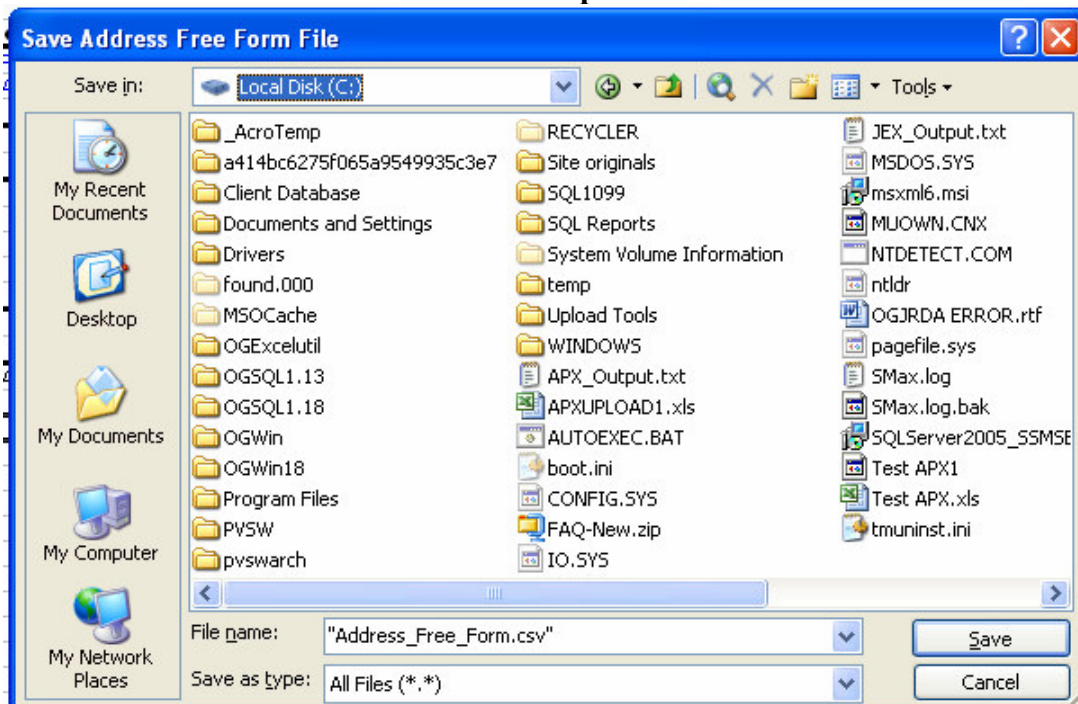 Save Address Free Form File
Save in:
Local Disk (C:)
Tools
My Recent
Documents
Desktop
My Documents
My Computer
My Network
Places
_AcroTemp
a414bc6275f065a9549935c3e7
Client Database
Documents and Settings
Drivers
found.000
MSOCache
OGExcelutil
OGSQL1.13
OGSQL1.18
OGWin
OGWin18
Program Files
PVSW
pvswarch
RECYCLER
Site originals
SQL1099
SQL Reports
System Volume Information
temp
Upload Tools
WINDOWS
APX_Output.txt
APXUPLOAD1.xls
AUTOEXEC.BAT
boot.ini
CONFIG.SYS
FAQ-New.zip
IO.SYS
JEX_Output.txt
MSDOS.SYS
msxml6.msi
MUOWN.CNX
NTDETECT.COM
ntldr
OGJRDA ERROR.rtf
pagefile.sys
SMax.log
SMax.log.bak
SQLServer2005_SSMSE
Test APX1
Test APX.xls
tmuninst.ini
File name:
"Address_Free_Form.csv"
Save
Save as type:
All Files (*.*)
Cancel